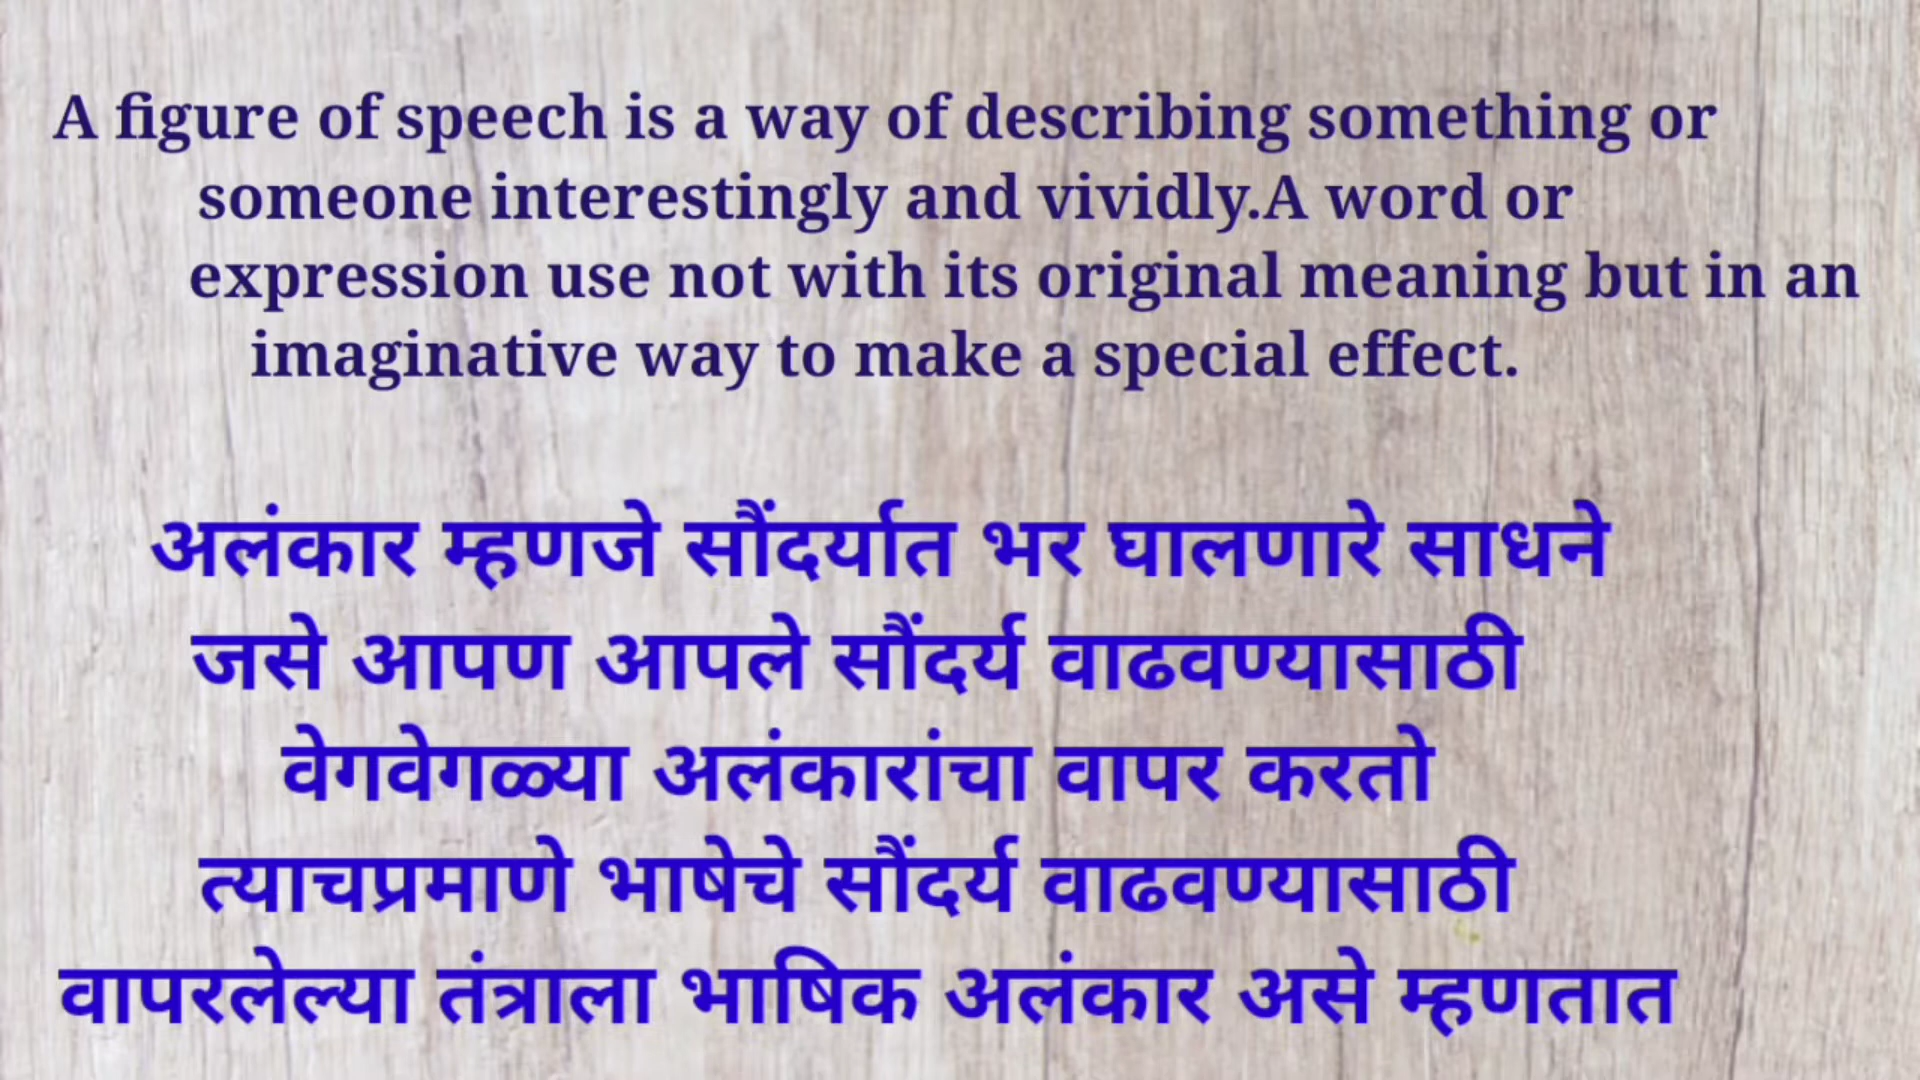 A figure of speech is a way of describing something or
someone interestingly and vividly.A word or
expression use not with its original meaning but in an
imaginative way to make a special effect.
अलंकार म्हणजे सौंदर्यात भर घालणारे साधने
जसे आपण आपले सौंदर्य वाढवण्यासाठी
वेगवेगळ्या अलंकारांचा वापर करतो
त्याचप्रमाणे भाषेचे सौंदर्य वाढवण्यासाठी
वापरलेल्या तंत्राला भाषिक अलंकार असे म्हणतात